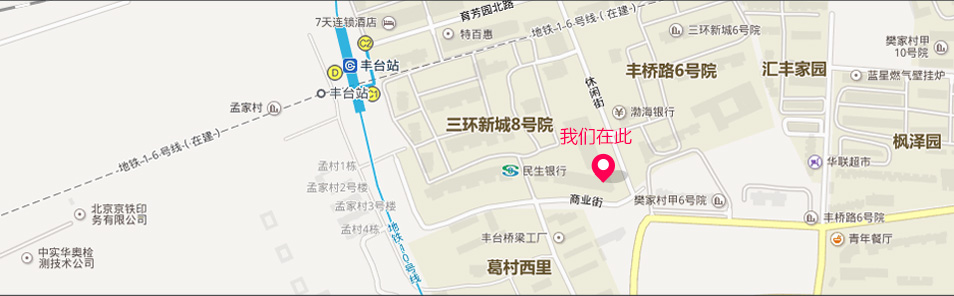 7天连锁酒店
育芳园北路
C2
特百惠
地铁-1-6-号线-(-在建-)
三环新城6号院
樊家村甲
10号院
D
丰台站
丰台站
C1
孟家村
休闲街
丰桥路6号院
汇丰家园
蓝星燃气壁挂炉
渤海银行
三环新城8号院
我们在此
枫泽园
地铁-1-6-号线-(-在建-)
孟村1栋
孟家村2号楼
孟家村3号楼
孟村4栋
民生银行
华联超市
商业街
樊家村甲6号院
北京京铁印
务有限公司
丰桥路6号院
青年餐厅
中实华奥检
测技术公司
地铁10号线
丰台桥梁工厂
葛村西里